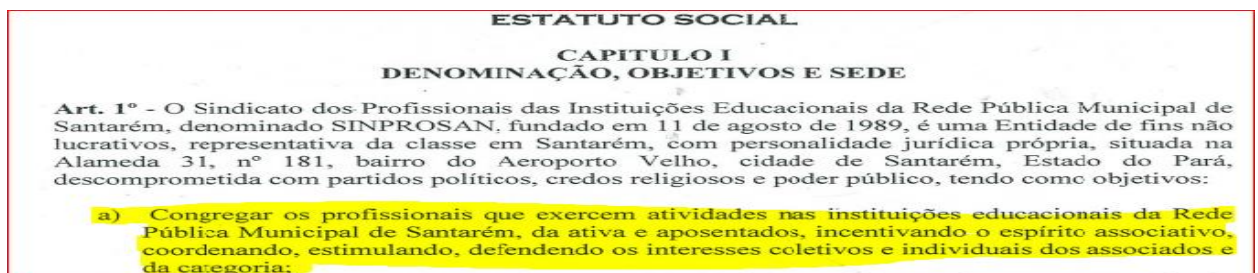 ESTATUTO SOCIAL
CAPITULO I
DENOMINAÇÃO, OBJETIVOS E SEDE
Art. 1º - O Sindicato dos Profissionais das Instituições Educacionais da Rede Pública Municipal de
Santarém, denominado SINPROSAN, fundado em 11 de agosto de 1989, é uma Entidade de fins não
lucrativos, representativa da classe em Santarém, com personalidade jurídica própria, situada na
Alameda 31, nº 181, bairro do Aeroporto Velho, cidade de Santarém, Estado do Pará,
descomprometida com partidos políticos, credos religiosos e poder público, tendo como objetivos:
a) Congregar os profissionais que exercem atividades nas instituições educacionais da Rede
Pública Municipal de Santarém, da ativa e aposentados, incentivando o espírito associativo,
coordenando, estimulando, defendendo os interesses coletivos e individuais dos associados e
da categoria;